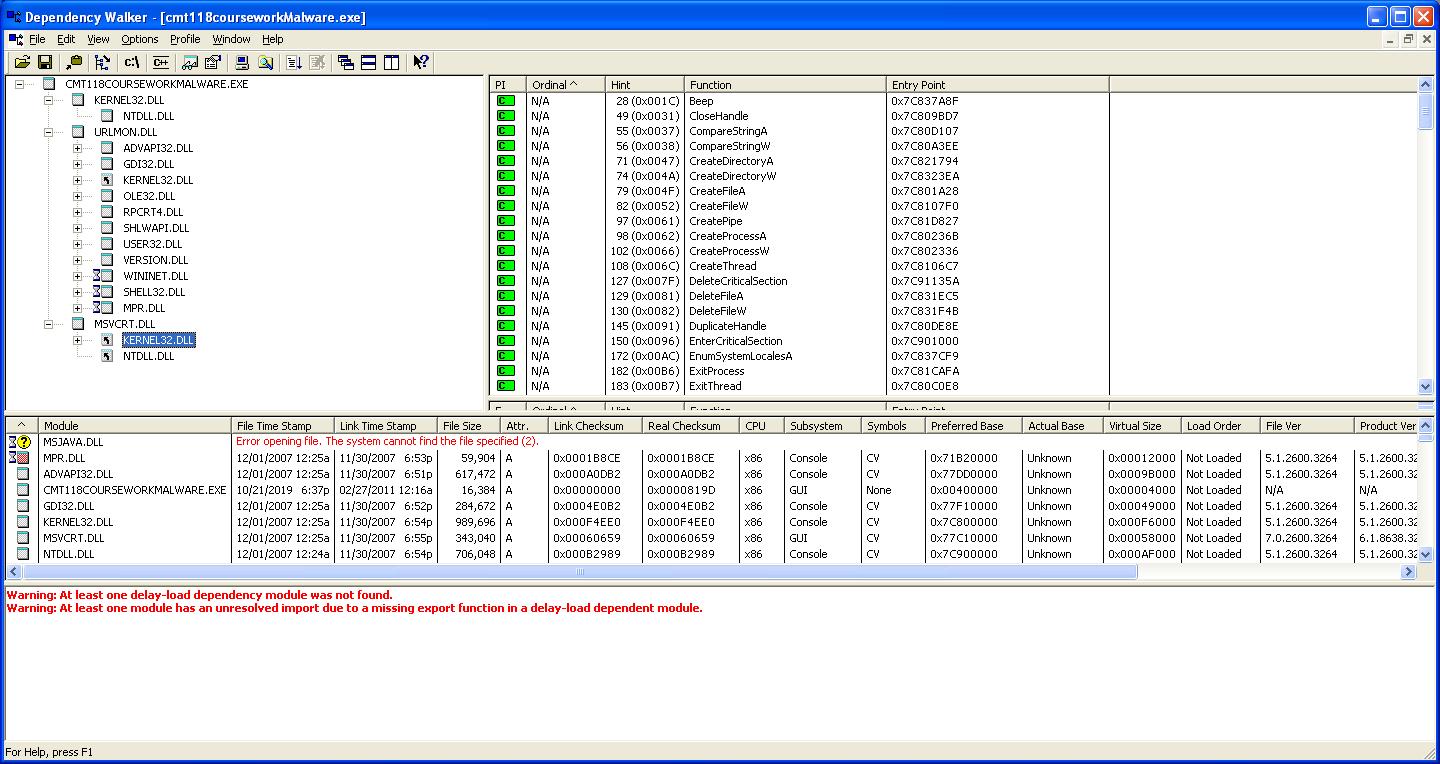 Dependency Walker - [cmt118courseworkMalware.exe]
File Edit View Options Profile Window Help
c:\ C++
CMT118COURSEWORKMALWARE.EXE
KERNEL32.DLL
NTDLL.DLL
URLMON.DLL
ADVAPI32.DLL
GDI32.DLL
KERNEL32.DLL
OLE32.DLL
RPCRT4.DLL
SHLWAPI.DLL
USER32.DLL
VERSION.DLL
WININET.DLL
SHELL32.DLL
MPR.DLL
MSVCRT.DLL
KERNEL32.DLL
NTDLL.DLL
PI Ordinal ^ Hint Function Entry Point
C N/A 28 (0x001C) Beep 0x7C837A8F
C N/A 49 (0x0031) CloseHandle 0x7C809BD7
C N/A 55 (0x0037) CompareStringA 0x7C80D107
C N/A 56 (0x0038) CompareStringW 0x7C80A3EE
C N/A 71 (0x0047) CreateDirectoryA 0x7C821794
C N/A 74 (0x004A) CreateDirectoryW 0x7C8323EA
C N/A 79 (0x004F) CreateFileA 0x7C801A28
C N/A 82 (0x0052) CreateFileW 0x7C8107F0
C N/A 97 (0x0061) CreatePipe 0x7C81D827
C N/A 98 (0x0062) CreateProcessA 0x7C80236B
C N/A 102 (0x0066) CreateProcessW 0x7C802336
C N/A 108 (0x006C) CreateThread 0x7C8106C7
C N/A 127 (0x007F) DeleteCriticalSection 0x7C91135A
C N/A 129 (0x0081) DeleteFileA 0x7C831EC5
C N/A 130 (0x0082) DeleteFileW 0x7C831F4B
C N/A 145 (0x0091) DuplicateHandle 0x7C80DE8E
C N/A 150 (0x0096) EnterCriticalSection 0x7C901000
C N/A 172 (0x00AC) EnumSystemLocalesA 0x7C837CF9
C N/A 182 (0x00B6) ExitProcess 0x7C81CAFA
C N/A 183 (0x00B7) ExitThread 0x7C80C0E8
E Ordinal ^ Hint Function Entry Point
^ Module File Time Stamp Link Time Stamp File Size Attr. Link Checksum Real Checksum CPU Subsystem Symbols Preferred Base Actual Base Virtual Size Load Order File Ver Product Ver
? MSJAVA.DLL Error opening file. The system cannot find the file specified (2).
MPR.DLL 12/01/2007 12:25a 11/30/2007 6:53p 59,904 A 0x0001B8CE 0x0001B8CE x86 Console CV 0x71B20000 Unknown 0x00012000 Not Loaded 5.1.2600.3264 5.1.2600.32
ADVAPI32.DLL 12/01/2007 12:25a 11/30/2007 6:51p 617,472 A 0x000A0DB2 0x000A0DB2 x86 Console CV 0x77DD0000 Unknown 0x0009B000 Not Loaded 5.1.2600.3264 5.1.2600.32
CMT118COURSEWORKMALWARE.EXE 10/21/2019 6:37p 02/27/2011 12:16a 16,384 A 0x00000000 0x0000819D x86 GUI None 0x00400000 Unknown 0x00004000 Not Loaded N/A N/A
GDI32.DLL 12/01/2007 12:25a 11/30/2007 6:52p 284,672 A 0x0004E0B2 0x0004E0B2 x86 Console CV 0x77F10000 Unknown 0x00049000 Not Loaded 5.1.2600.3264 5.1.2600.32
KERNEL32.DLL 12/01/2007 12:25a 11/30/2007 6:54p 989,696 A 0x000F4EE0 0x000F4EE0 x86 Console CV 0x7C800000 Unknown 0x000F6000 Not Loaded 5.1.2600.3264 5.1.2600.32
MSVCRT.DLL 12/01/2007 12:25a 11/30/2007 6:55p 343,040 A 0x00060659 0x00060659 x86 GUI CV 0x77C10000 Unknown 0x00058000 Not Loaded 7.0.2600.3264 6.1.8638.32
NTDLL.DLL 12/01/2007 12:24a 11/30/2007 6:54p 706,048 A 0x000B2989 0x000B2989 x86 Console CV 0x7C900000 Unknown 0x000AF000 Not Loaded 5.1.2600.3264 5.1.2600.32
Warning: At least one delay-load dependency module was not found.
Warning: At least one module has an unresolved import due to a missing export function in a delay-load dependent module.
For Help, press F1